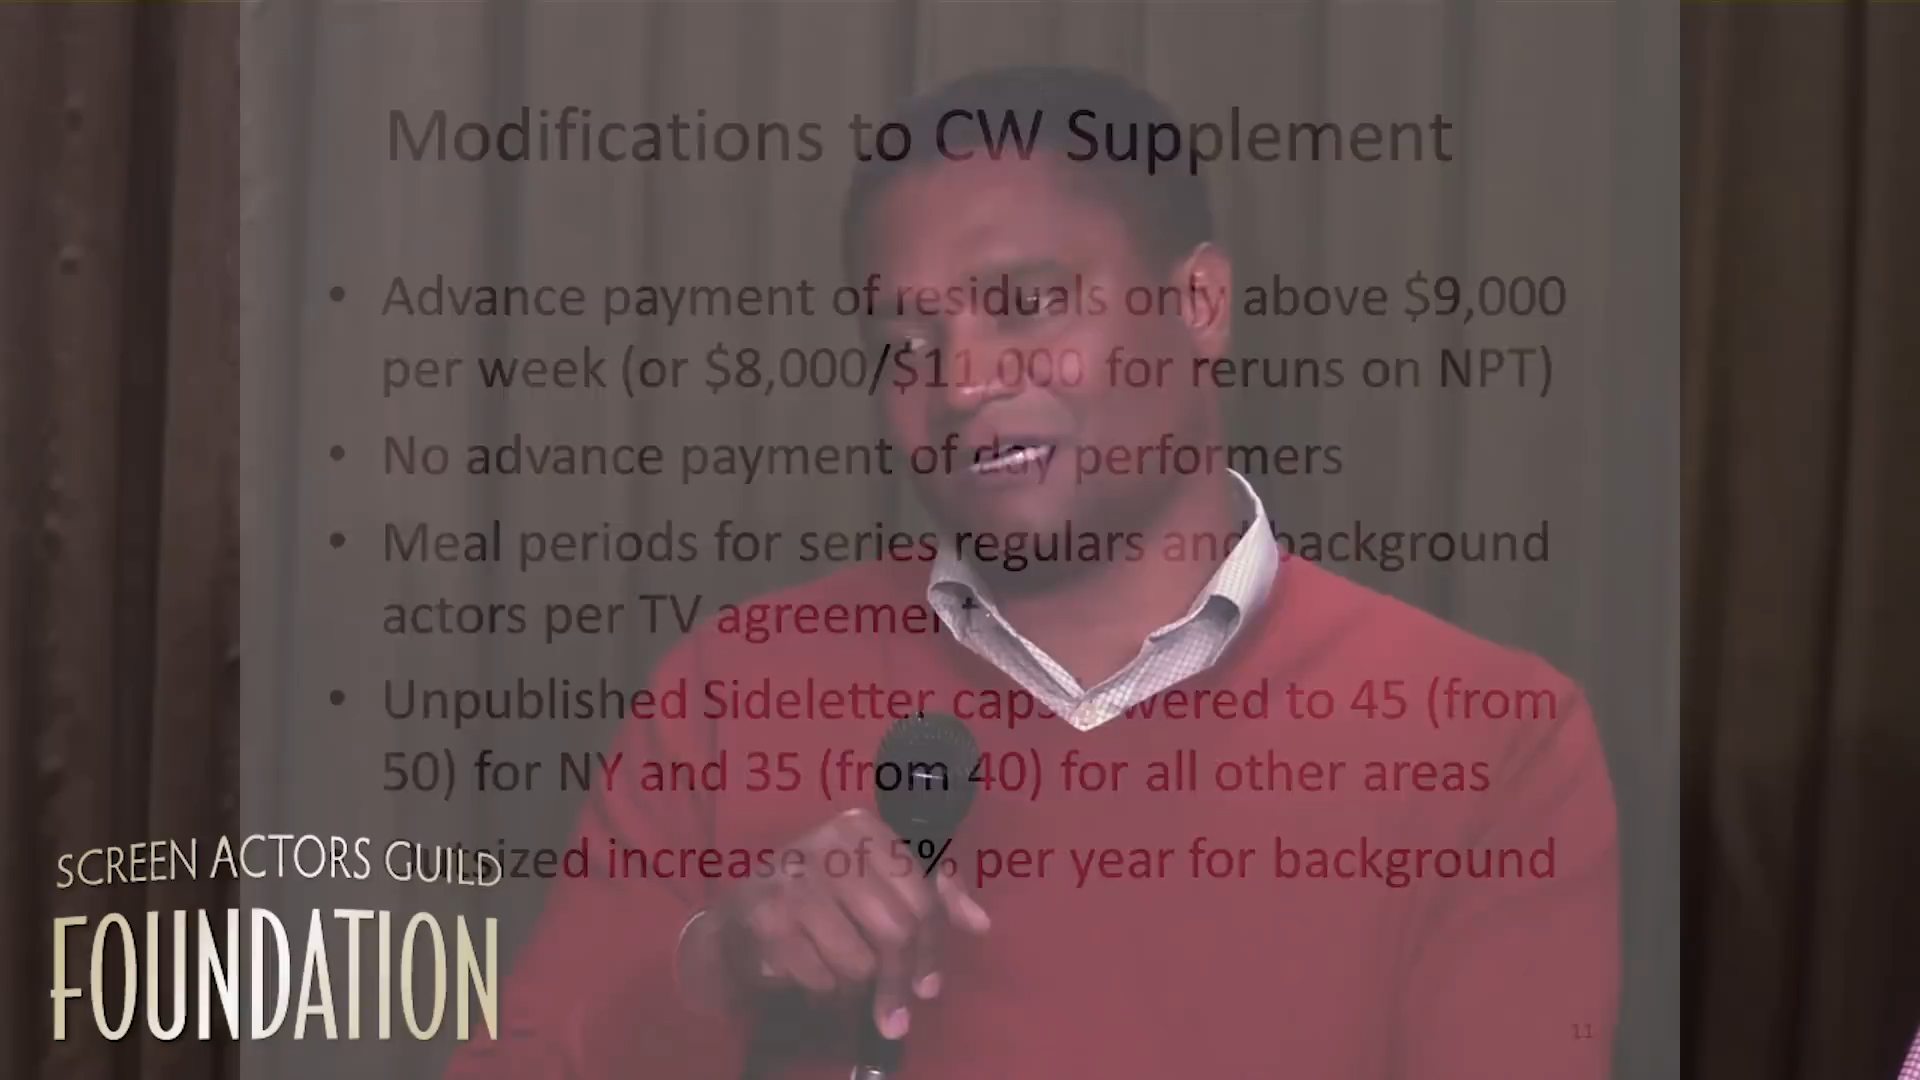 Modifications to CW Supplement
• Advance payment of residuals only above $9,000
per week (or $8,000/$11,000 for reruns on NPT)
• No advance payment of day performers
• Meal periods for series regulars and background
actors per TV agreement
• Unpublished Sideletter caps lowered to 45 (from
50) for NY and 35 (from 40) for all other areas
Outsized increase of 5% per year for background
SCREEN ACTORS GUILD
FOUNDATION
11